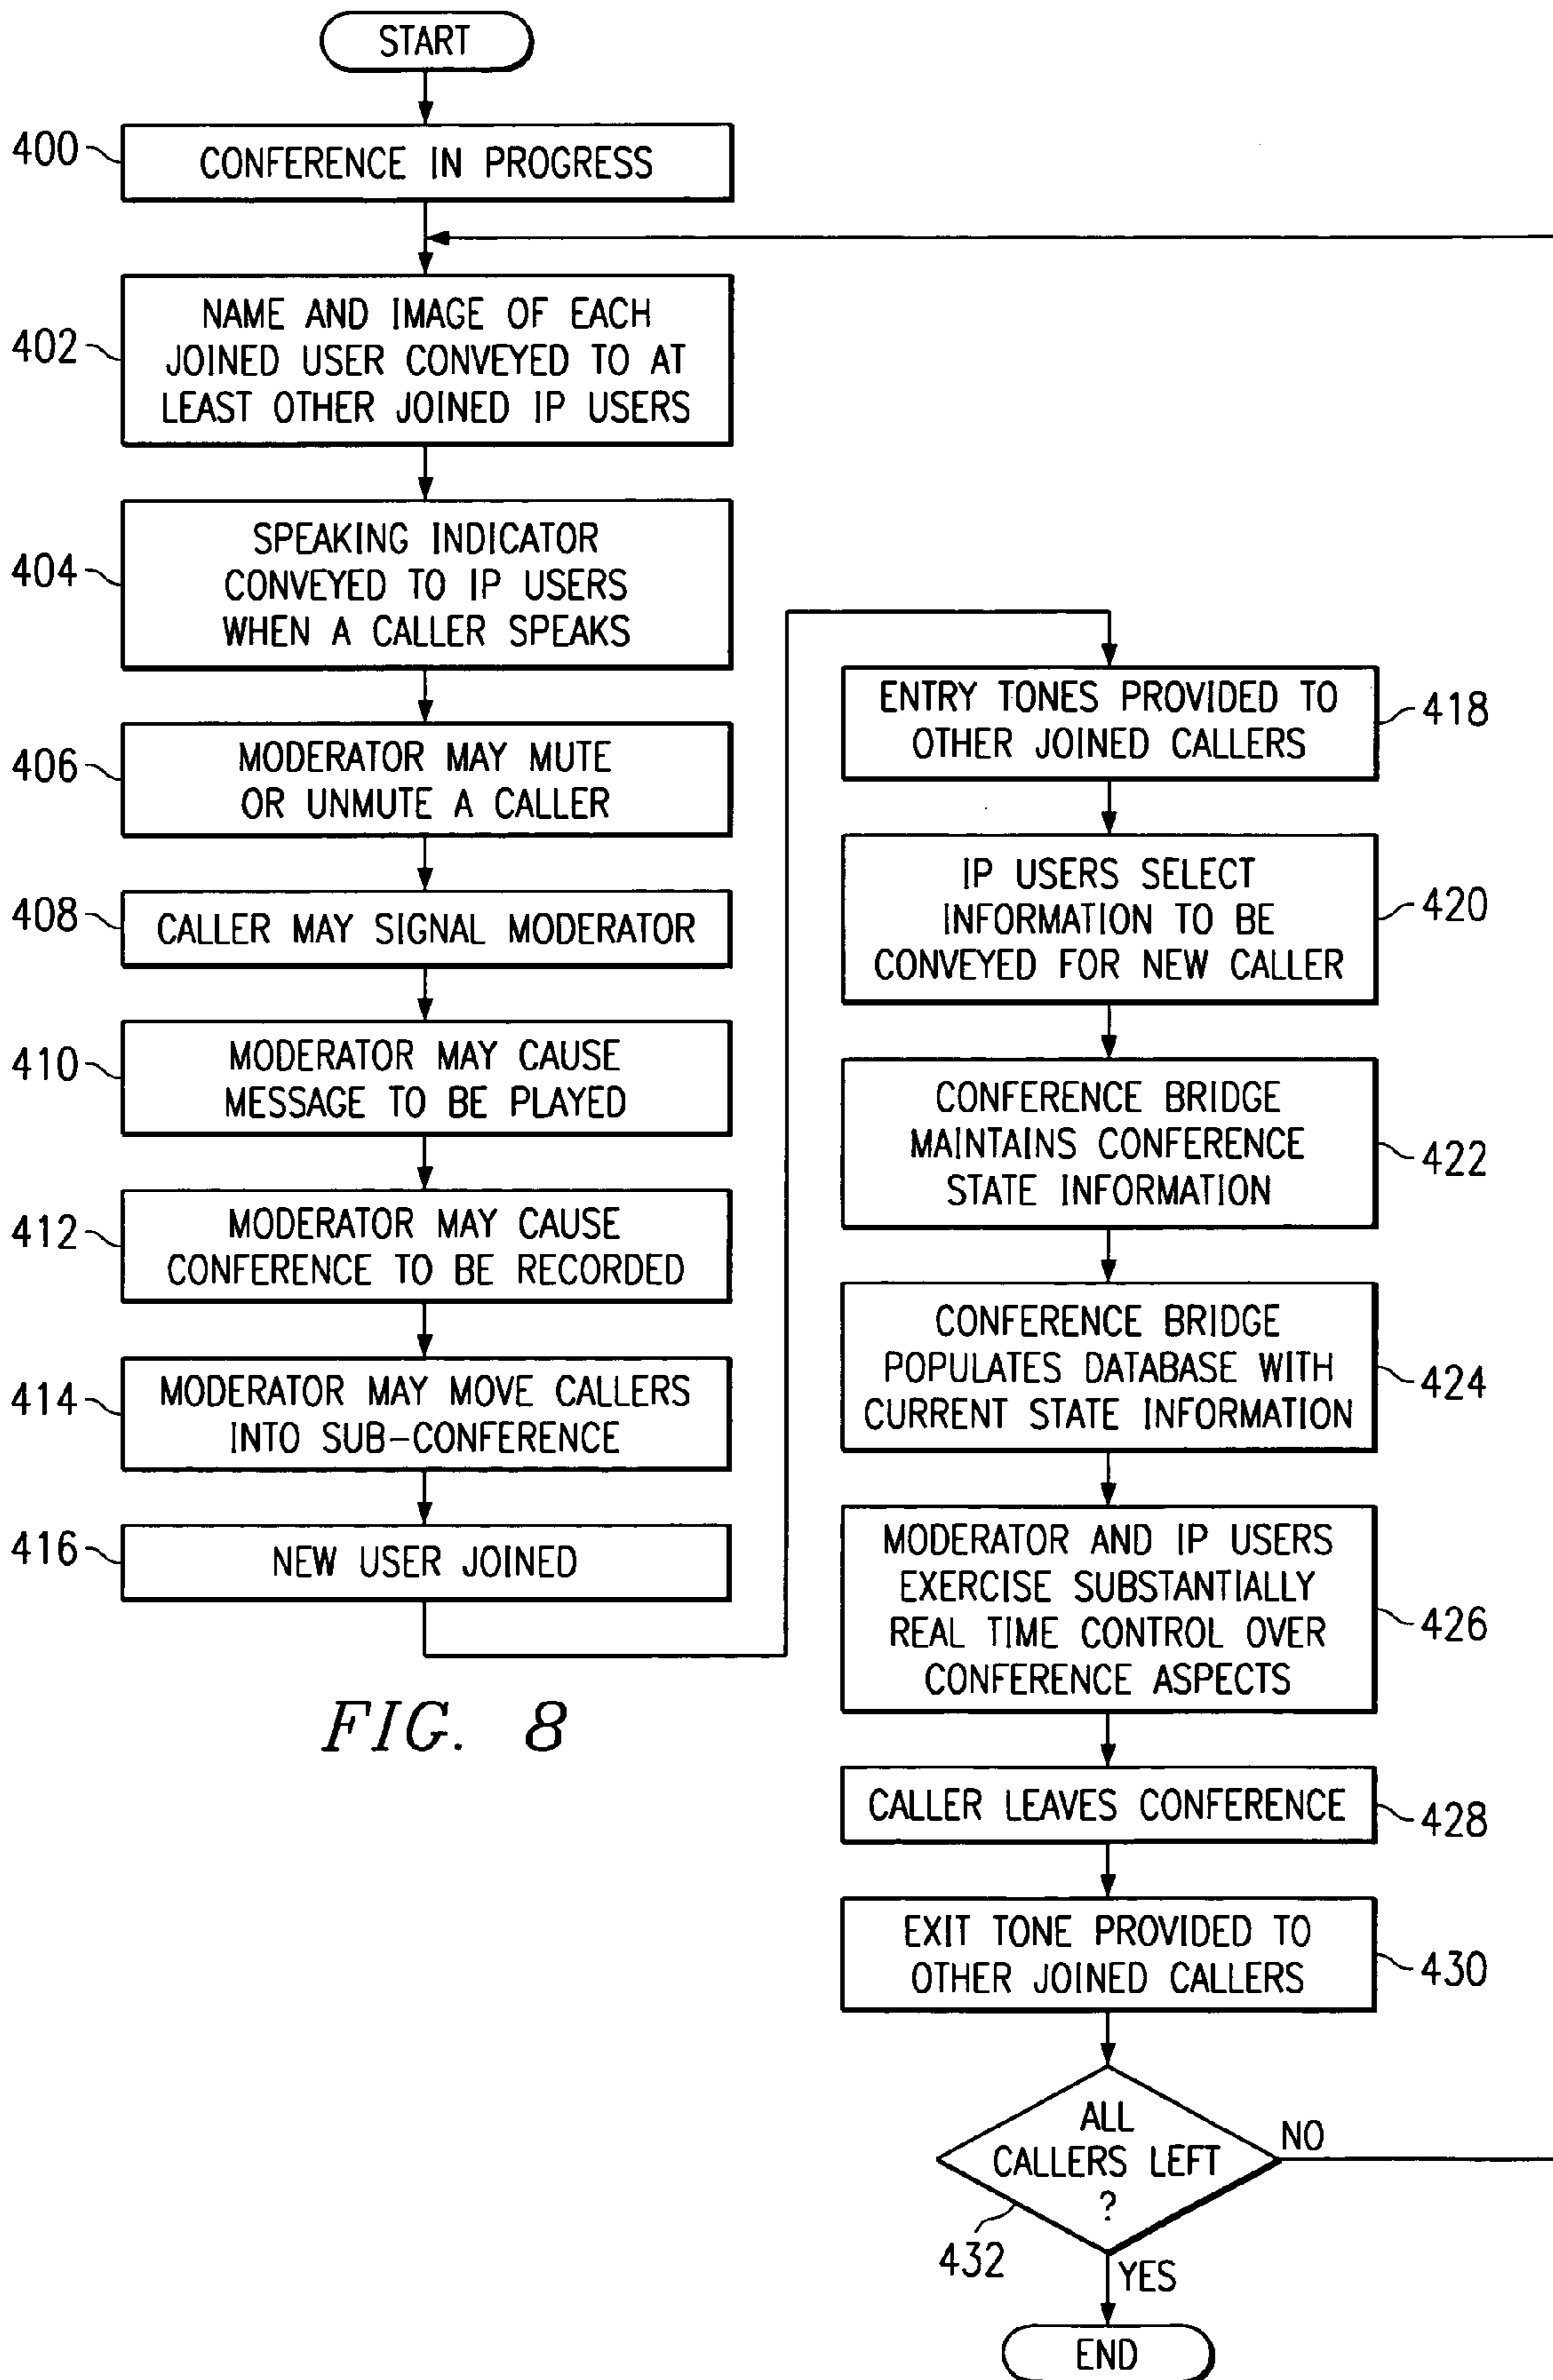 START
400
CONFERENCE IN PROGRESS
402
NAME AND IMAGE OF EACH
JOINED USER CONVEYED TO AT
LEAST OTHER JOINED IP USERS
404
SPEAKING INDICATOR
CONVEYED TO IP USERS
WHEN A CALLER SPEAKS
406
MODERATOR MAY MUTE
OR UNMUTE A CALLER
408
CALLER MAY SIGNAL MODERATOR
410
MODERATOR MAY CAUSE
MESSAGE TO BE PLAYED
412
MODERATOR MAY CAUSE
CONFERENCE TO BE RECORDED
414
MODERATOR MAY MOVE CALLERS
INTO SUB-CONFERENCE
416
NEW USER JOINED
FIG. 8
ENTRY TONES PROVIDED TO
OTHER JOINED CALLERS
418
IP USERS SELECT
INFORMATION TO BE
CONVEYED FOR NEW CALLER
420
CONFERENCE BRIDGE
MAINTAINS CONFERENCE
STATE INFORMATION
422
CONFERENCE BRIDGE
POPULATES DATABASE WITH
CURRENT STATE INFORMATION
424
MODERATOR AND IP USERS
EXERCISE SUBSTANTIALLY
REAL TIME CONTROL OVER
CONFERENCE ASPECTS
426
CALLER LEAVES CONFERENCE
428
EXIT TONE PROVIDED TO
OTHER JOINED CALLERS
430
ALL
CALLERS LEFT
?
NO
432
YES
END